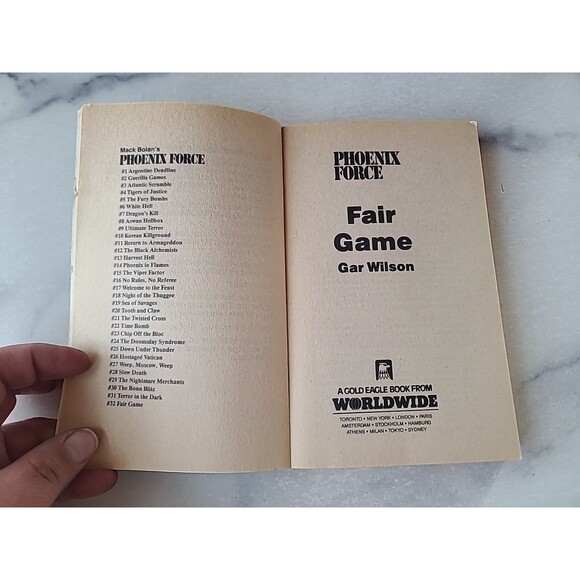 Mack Bolan's
PHOENIX FORCE
#1 Argentine Deadline
#2 Guerilla Games
#3 Atlantic Scramble
#4 Tigers of Justice
#5 The Fury Bombs
#6 White Hell
#7 Dragon's Kill
#8 Aswan Hellbox
#9 Ultimate Terror
#10 Korean Killground
#11 Return to Armageddon
#12 The Black Alchemists
#13 Harvest Hell
#14 Phoenix in Flames
#15 The Viper Factor
#16 No Rules, No Referee
#17 Welcome to the Feast
#18 Night of the Thuggee
#19 Sea of Savages
#20 Tooth and Claw
#21 The Twisted Cross
#22 Time Bomb
#23 Chip Off the Bloc
#24 The Doomsday Syndrome
#25 Down Under Thunder
#26 Hostaged Vatican
#27 Weep, Moscow, Weep
#28 Slow Death
#29 The Nightmare Merchants
#30 The Bonn Blitz
#31 Terror in the Dark
#32 Fair Game
PHOENIX
FORCE
Fair
Game
Gar Wilson
A GOLD EAGLE BOOK FROM
WORLDWIDE
TORONTO • NEW YORK • LONDON • PARIS
AMSTERDAM • STOCKHOLM • HAMBURG
ATHENS • MILAN • TOKYO • SYDNEY